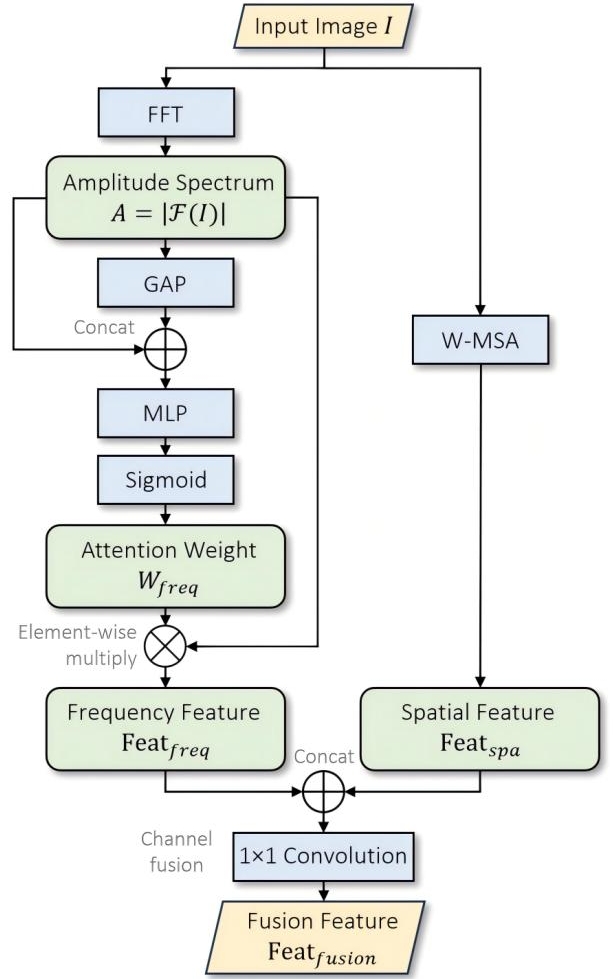 Input Image I
FFT
Amplitude Spectrum
A = |ℱ(I)|
GAP
Concat
W-MSA
MLP
Sigmoid
Attention Weight
W_freq
Element-wise
multiply
Frequency Feature
Feat_freq
Spatial Feature
Feat_spa
Concat
Channel
fusion
1×1 Convolution
Fusion Feature
Feat_fusion